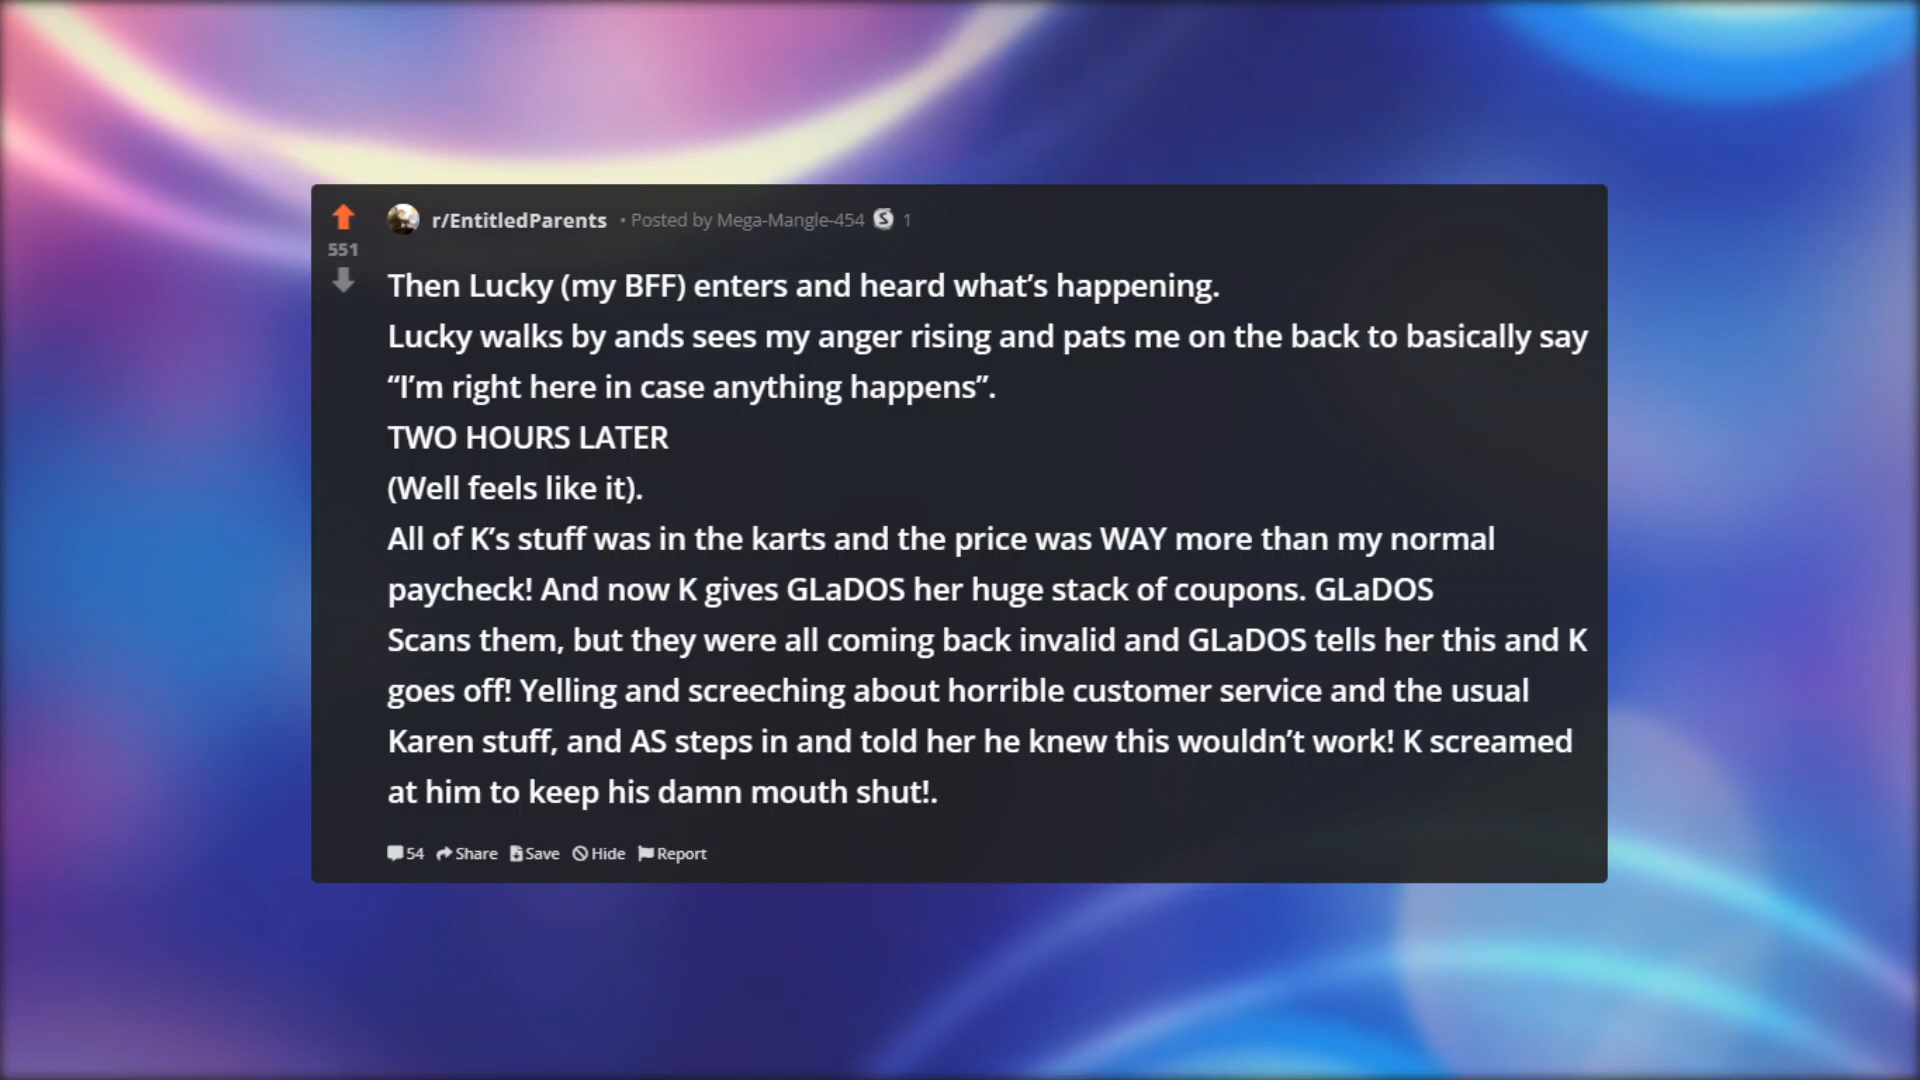 r/EntitledParents • Posted by Mega-Mangle-454 S 1
551
Then Lucky (my BFF) enters and heard what’s happening.
Lucky walks by ands sees my anger rising and pats me on the back to basically say
“I’m right here in case anything happens”.
TWO HOURS LATER
(Well feels like it).
All of K’s stuff was in the karts and the price was WAY more than my normal
paycheck! And now K gives GLaDOS her huge stack of coupons. GLaDOS
Scans them, but they were all coming back invalid and GLaDOS tells her this and K
goes off! Yelling and screeching about horrible customer service and the usual
Karen stuff, and AS steps in and told her he knew this wouldn’t work! K screamed
at him to keep his damn mouth shut!.
54 Share Save Hide Report